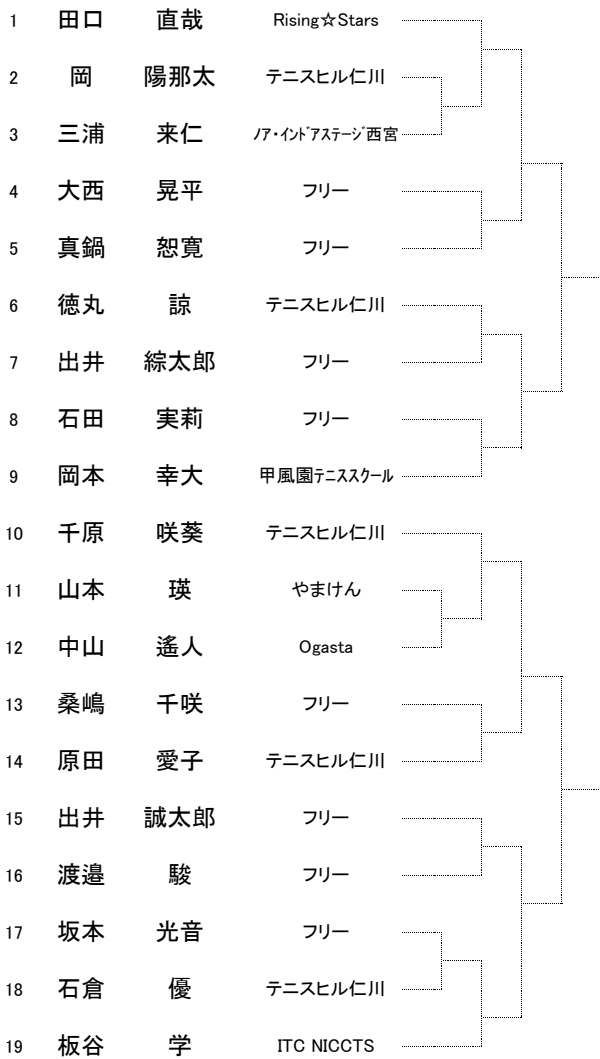 1 田口 直哉 Rising☆Stars
2 岡 陽那太 テニスヒル仁川
3 三浦 来仁 ﾉｱ・ｲﾝﾄﾞｱｽﾃｰｼﾞ西宮
4 大西 晃平 フリー
5 真鍋 恕寛 フリー
6 徳丸 諒 テニスヒル仁川
7 出井 綜太郎 フリー
8 石田 実莉 フリー
9 岡本 幸大 甲風園ﾃﾆｽｽｸｰﾙ
10 千原 咲葵 テニスヒル仁川
11 山本 瑛 やまけん
12 中山 遙人 Ogasta
13 桑嶋 千咲 フリー
14 原田 愛子 テニスヒル仁川
15 出井 誠太郎 フリー
16 渡邉 駿 フリー
17 坂本 光音 フリー
18 石倉 優 テニスヒル仁川
19 板谷 学 ITC NICCTS